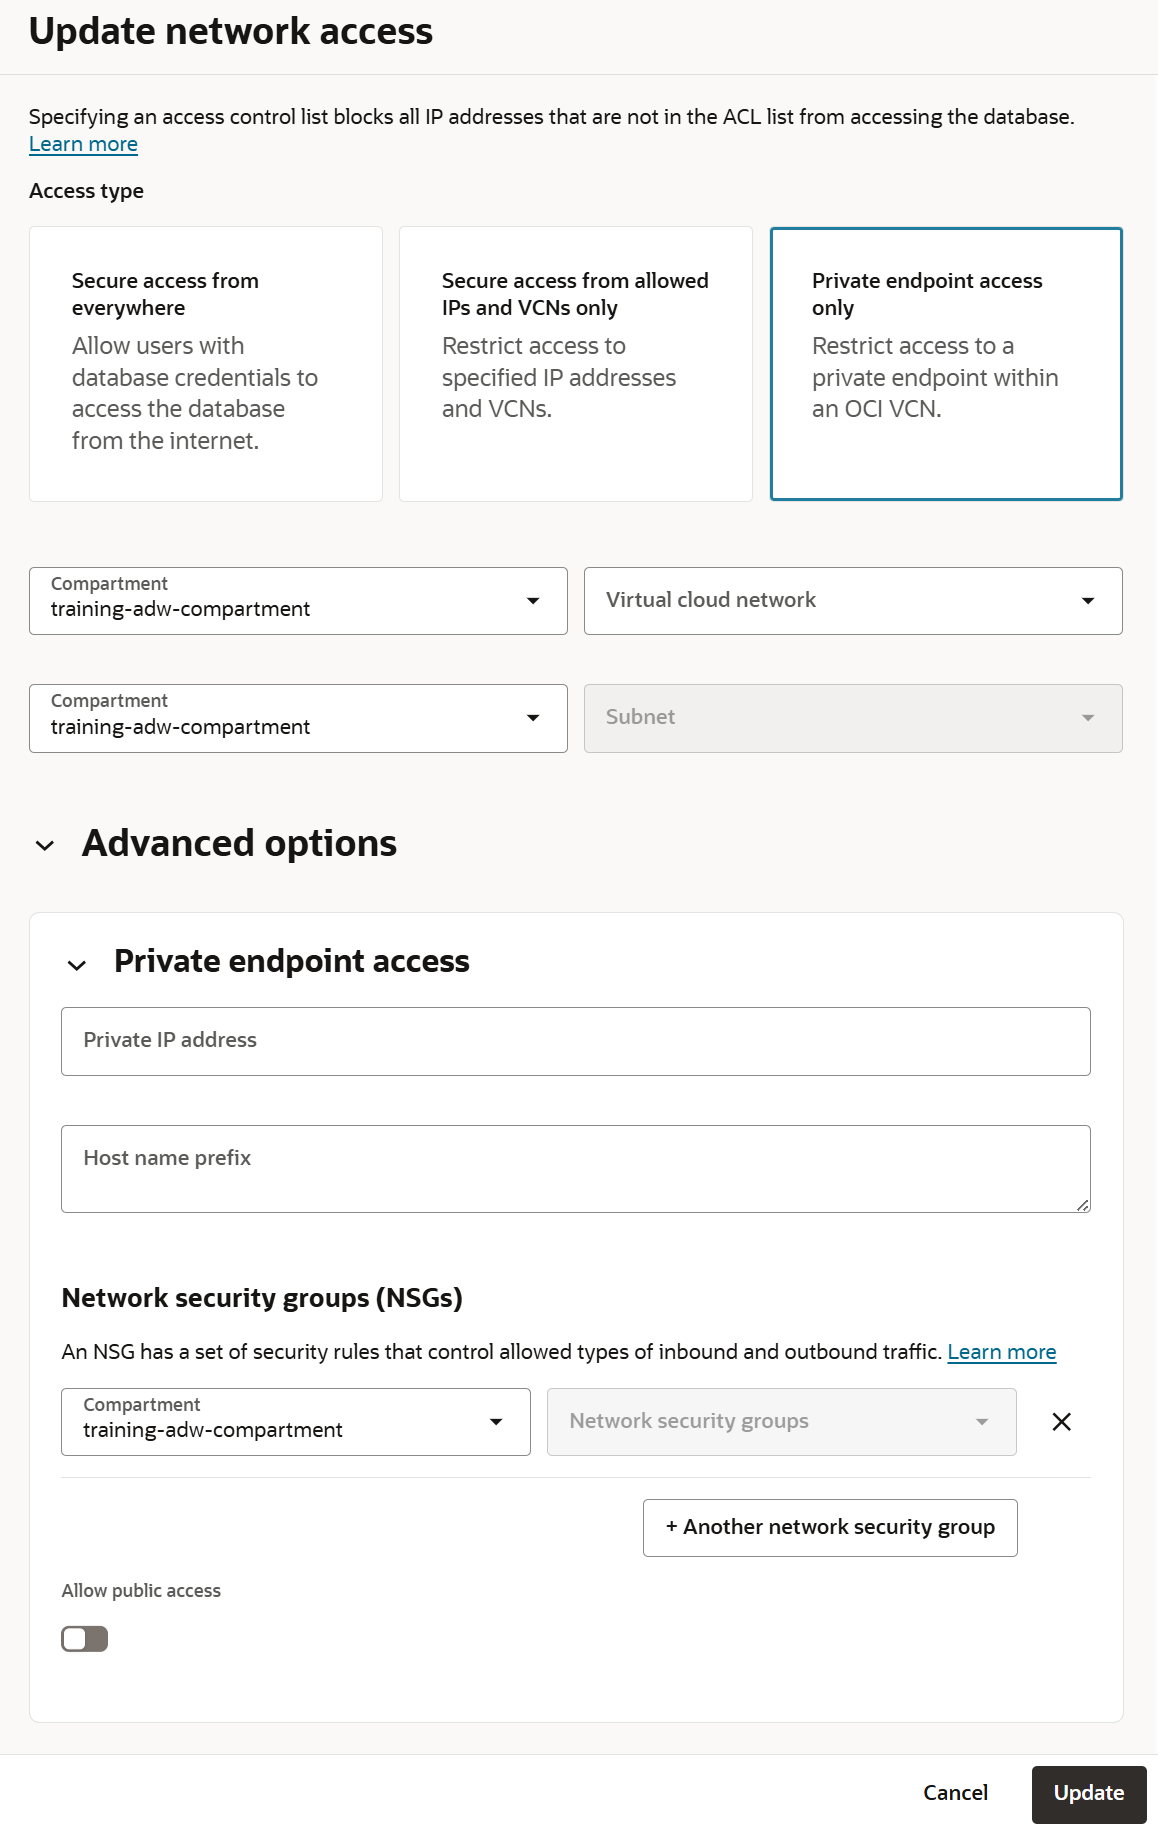 Update network access
Specifying an access control list blocks all IP addresses that are not in the ACL list from accessing the database.
Learn more
Access type
Secure access from
everywhere
Allow users with
database credentials to
access the database
from the internet.
Secure access from allowed
IPs and VCNs only
Restrict access to
specified IP addresses
and VCNs.
Private endpoint access
only
Restrict access to a
private endpoint within
an OCI VCN.
Compartment
training-adw-compartment
Virtual cloud network
Compartment
training-adw-compartment
Subnet
Advanced options
Private endpoint access
Private IP address
Host name prefix
Network security groups (NSGs)
An NSG has a set of security rules that control allowed types of inbound and outbound traffic. Learn more
Compartment
training-adw-compartment
Network security groups
+ Another network security group
Allow public access
Cancel
Update